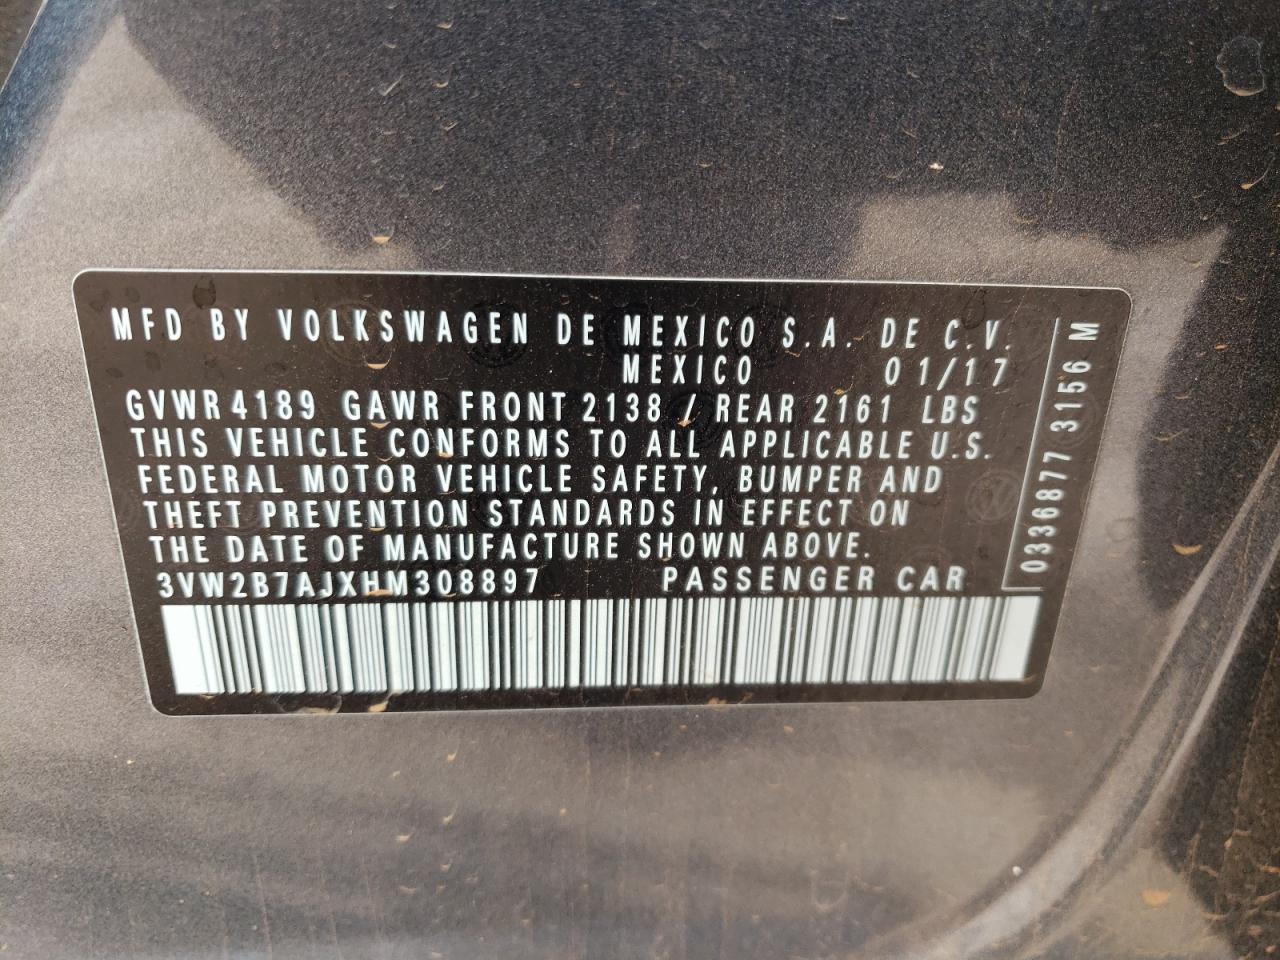 MFD BY VOLKSWAGEN DE MEXICO S.A. DE C.V.
MEXICO 01/17
GVWR 4189 GAWR FRONT 2138 / REAR 2161 LBS
THIS VEHICLE CONFORMS TO ALL APPLICABLE U.S.
FEDERAL MOTOR VEHICLE SAFETY, BUMPER AND
THEFT PREVENTION STANDARDS IN EFFECT ON
THE DATE OF MANUFACTURE SHOWN ABOVE.
3VW2B7AJXHM308897 PASSENGER CAR
0336877 3156 M